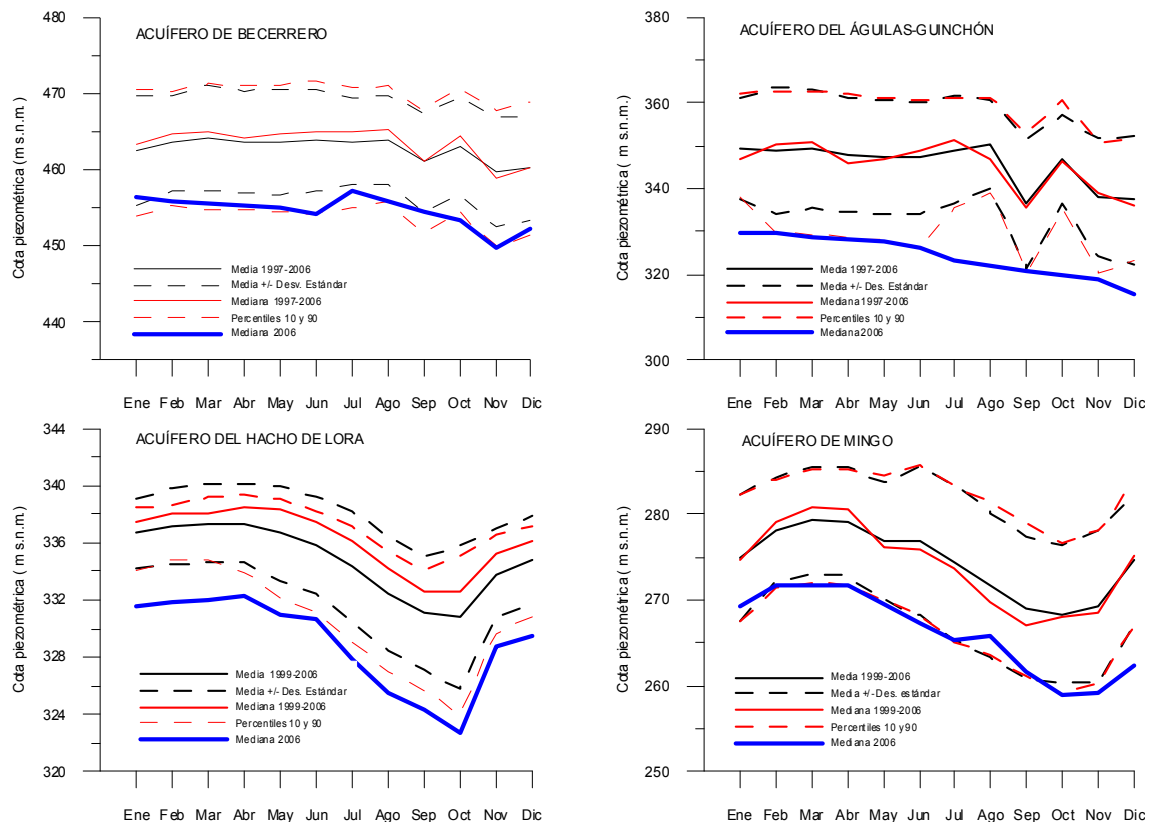 ACUÍFERO DE BECERRERO
Cota piezométrica ( m s.n.m.)
480
470
460
450
440
Media 1997-2006
Media +/- Desv. Estándar
Mediana 1997-2006
Percentiles 10 y 90
Mediana 2006
Ene Feb Mar Abr May Jun Jul Ago Sep Oct Nov Dic
ACUÍFERO DEL ÁGUILAS-GUINCHÓN
Cota piezométrica ( m s.n.m.)
380
360
340
320
300
Media 1997-2006
Media +/- Des. Estándar
Mediana 1997-2006
Percentiles 10 y 90
Mediana 2006
Ene Feb Mar Abr May Jun Jul Ago Sep Oct Nov Dic
ACUÍFERO DEL HACHO DE LORA
Cota piezométrica ( m s.n.m.)
344
340
336
332
328
324
320
Media 1999-2006
Media +/- Des. Estándar
Mediana 1999-2006
Percentiles 10 y 90
Mediana 2006
Ene Feb Mar Abr May Jun Jul Ago Sep Oct Nov Dic
ACUÍFERO DE MINGO
Cota piezométrica ( m s.n.m.)
290
280
270
260
250
Meda 1999-2006
Media +/- Des. estándar
Mediana 1999-2006
Percentiles 10 y 90
Mediana 2006
Ene Feb Mar Abr May Jun Jul Ago Sep Oct Nov Dic